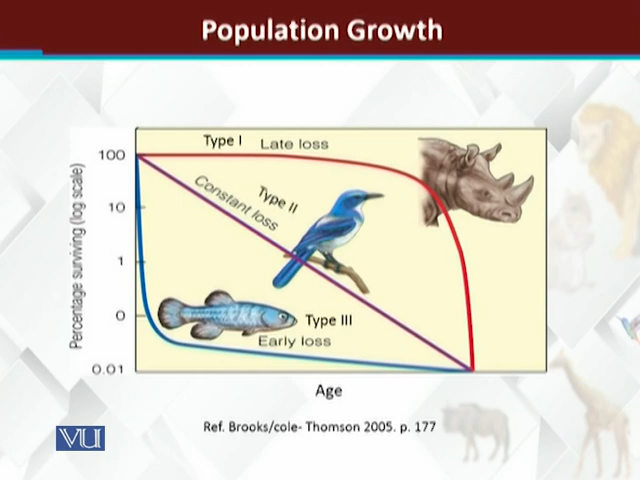 Population Growth
Type I Late loss
100
Type II
Constant loss
10
1
0
Type III
Early loss
0.01
Percentage surviving (log scale)
Age
Ref. Brooks/cole- Thomson 2005. p. 177
VU